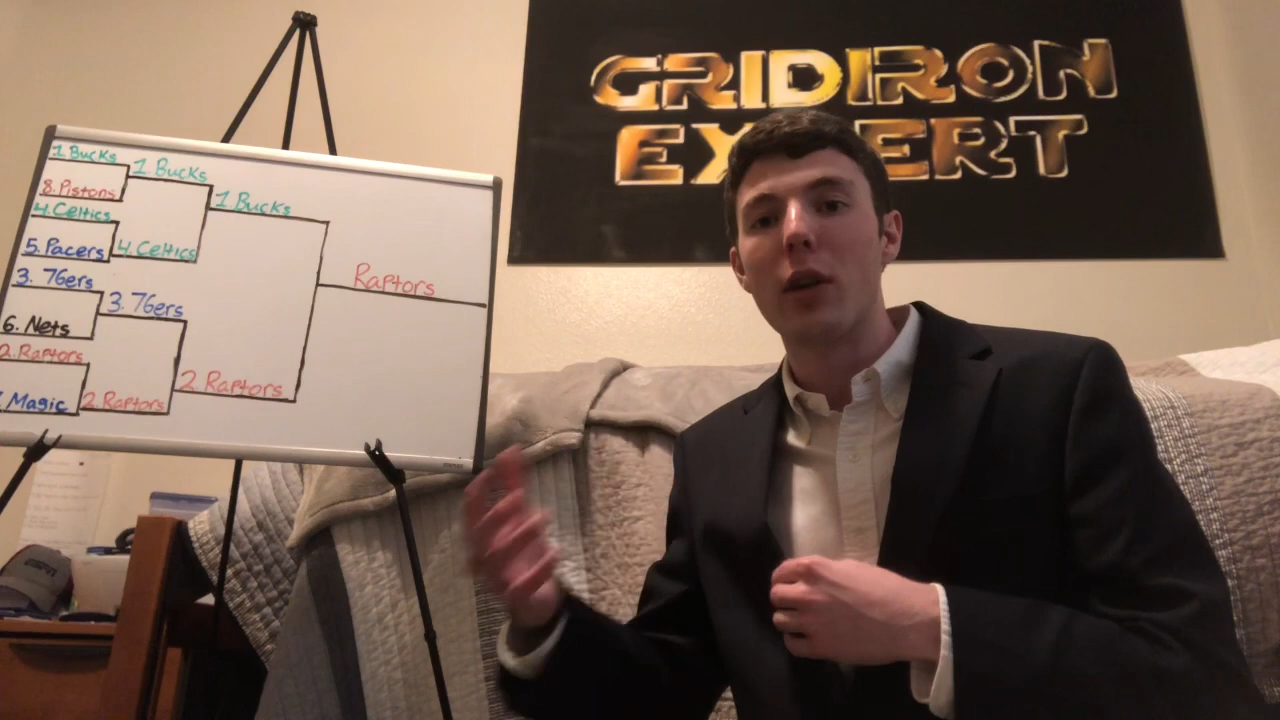 GRIDIRON
EXPERT
1. Bucks
8. Pistons
4. Celtics
5. Pacers
3. 76ers
6. Nets
2. Raptors
Magic
1. Bucks
4. Celtics
3. 76ers
2. Raptors
1. Bucks
2. Raptors
Raptors
ESPN